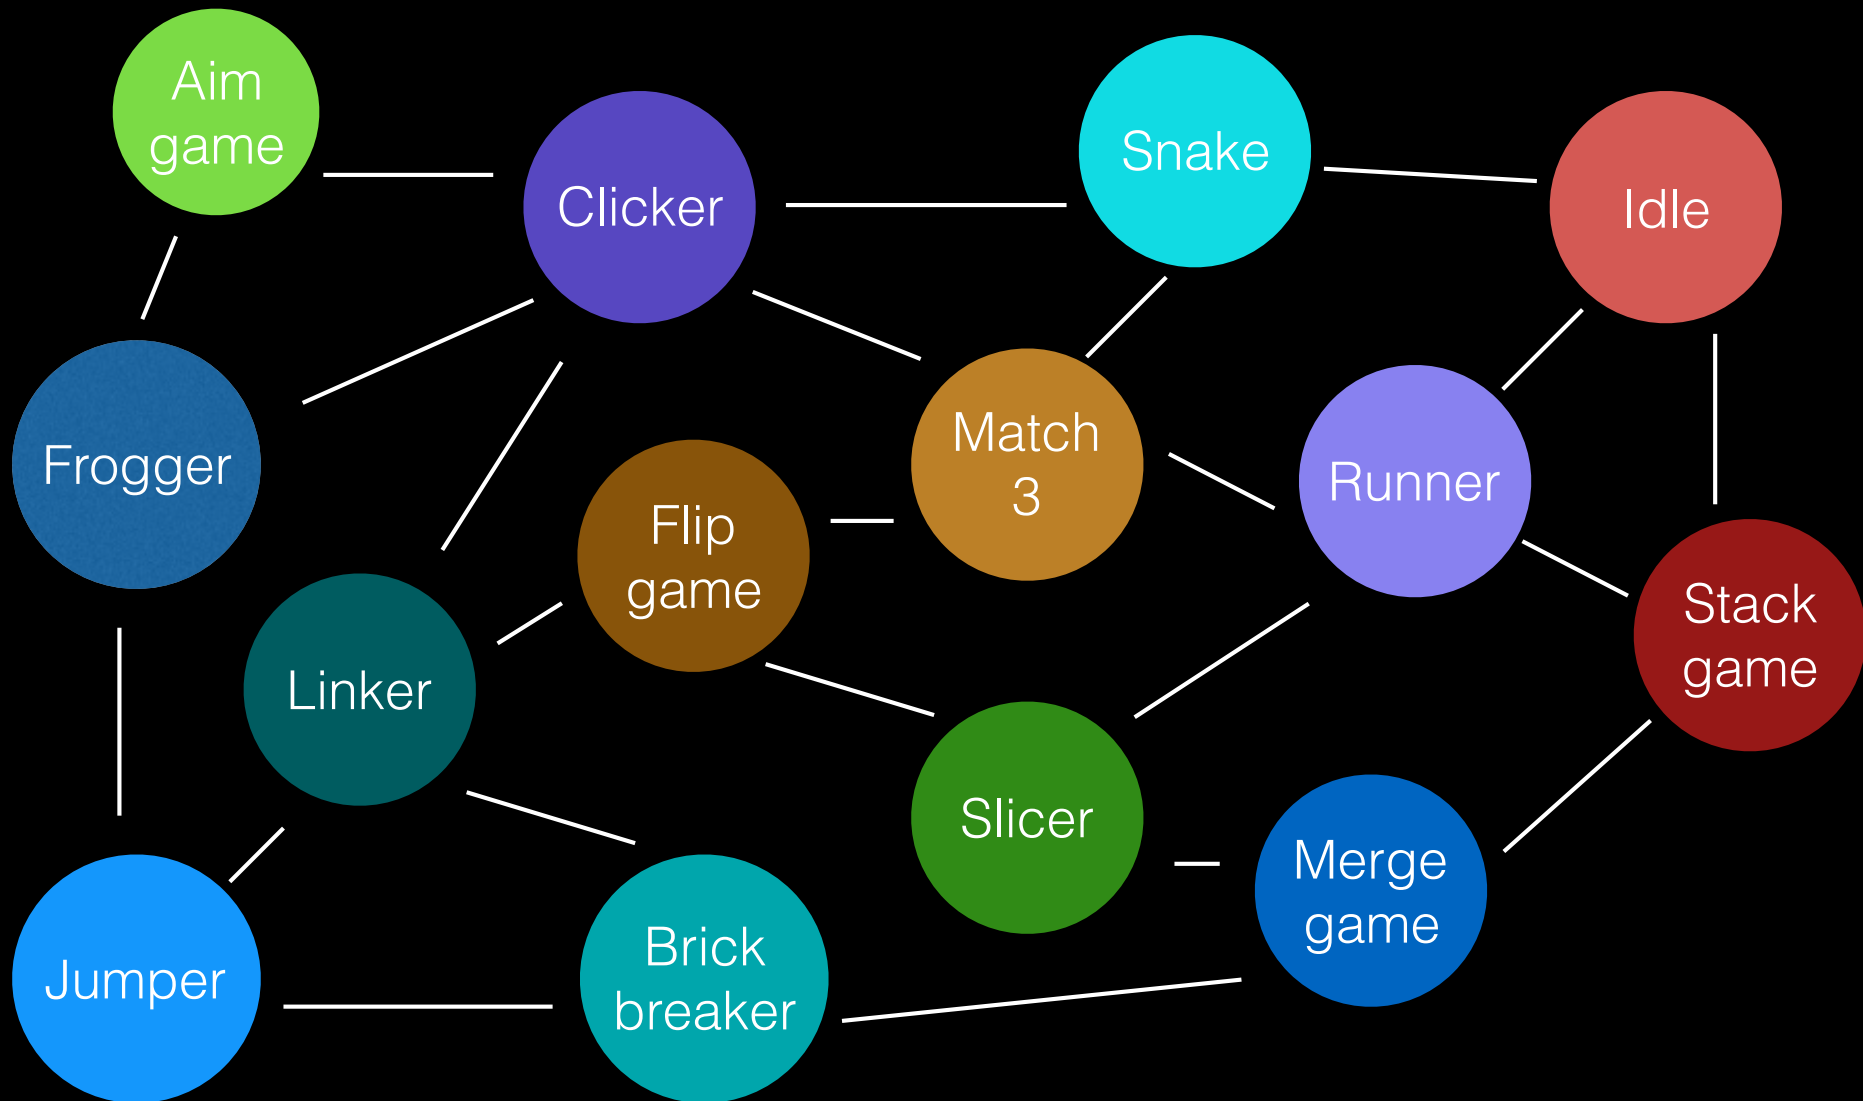 Aim
game
Clicker
Snake
Idle
Frogger
Match
3
Runner
Flip
game
Stack
game
Linker
Slicer
Merge
game
Jumper
Brick
breaker